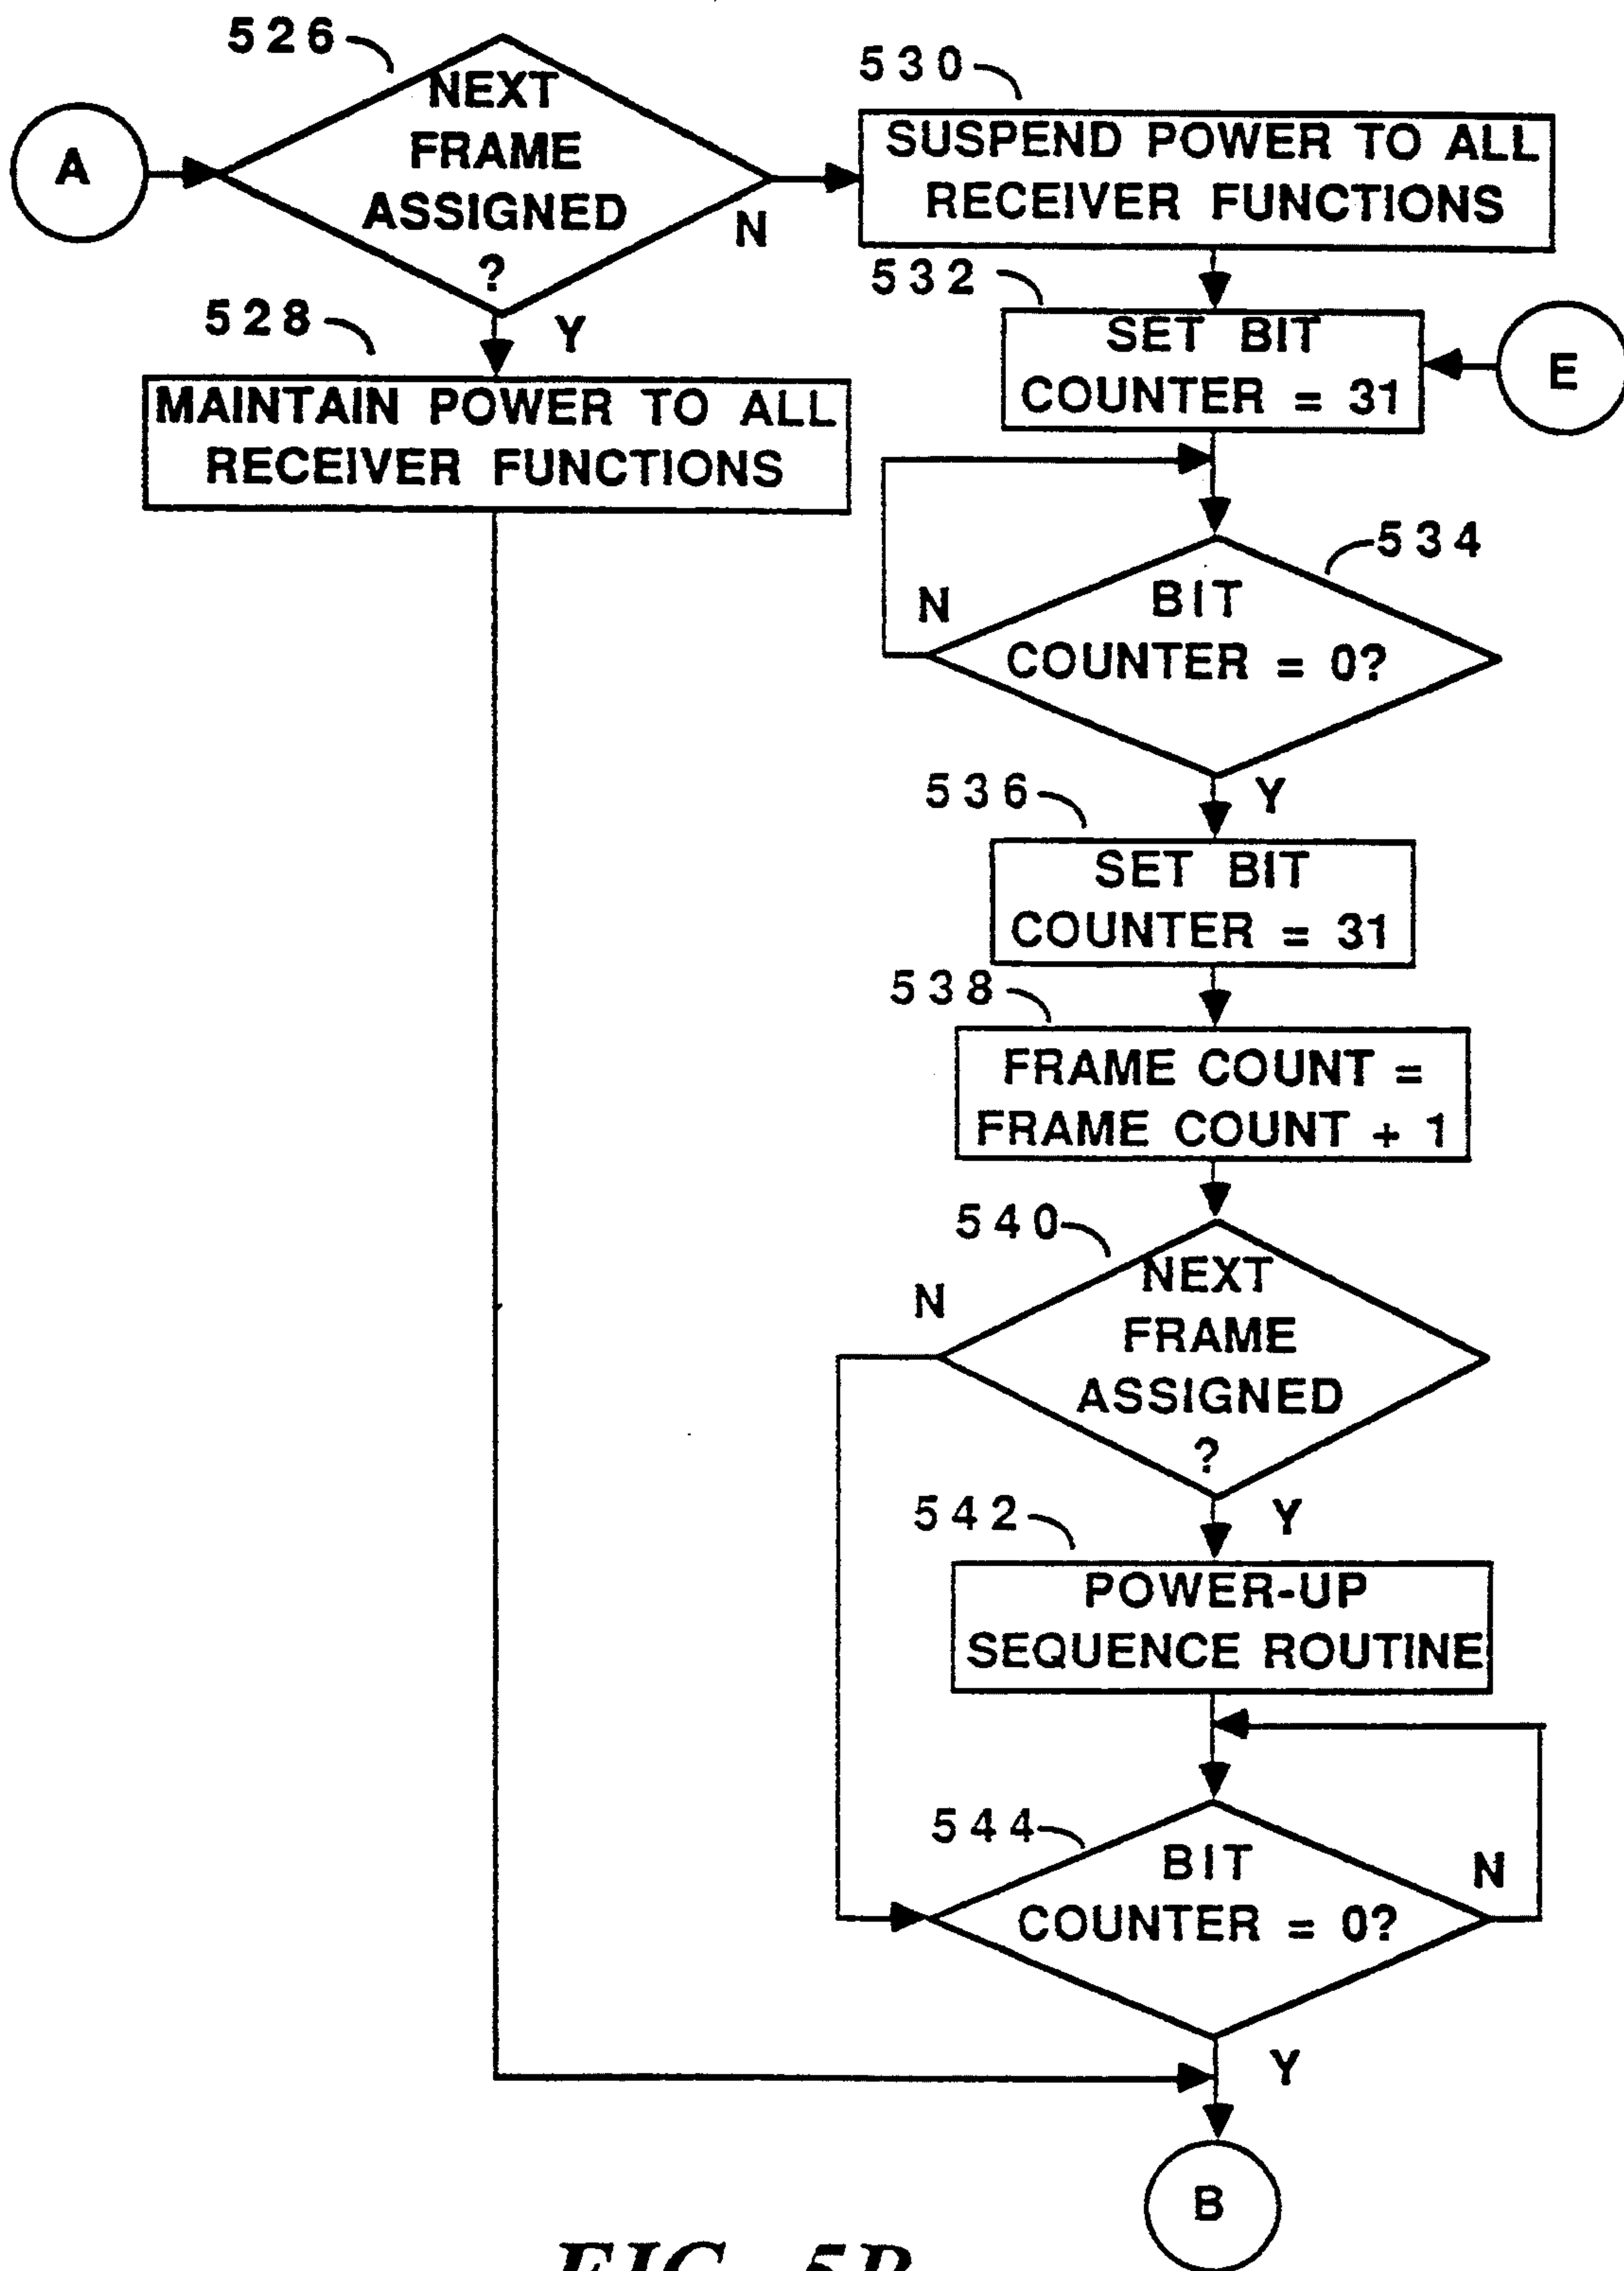 526
A
NEXT
FRAME
ASSIGNED
?
N
Y
530
SUSPEND POWER TO ALL
RECEIVER FUNCTIONS
528
MAINTAIN POWER TO ALL
RECEIVER FUNCTIONS
532
SET BIT
COUNTER = 31
E
534
BIT
COUNTER = 0?
N
Y
536
SET BIT
COUNTER = 31
538
FRAME COUNT =
FRAME COUNT + 1
540
NEXT
FRAME
ASSIGNED
?
N
Y
542
POWER-UP
SEQUENCE ROUTINE
544
BIT
COUNTER = 0?
N
Y
B